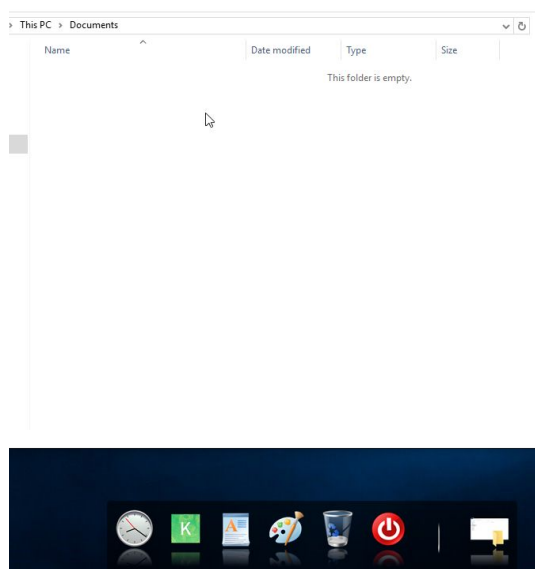 This PC > Documents
Name Date modified Type Size
This folder is empty.
K
A